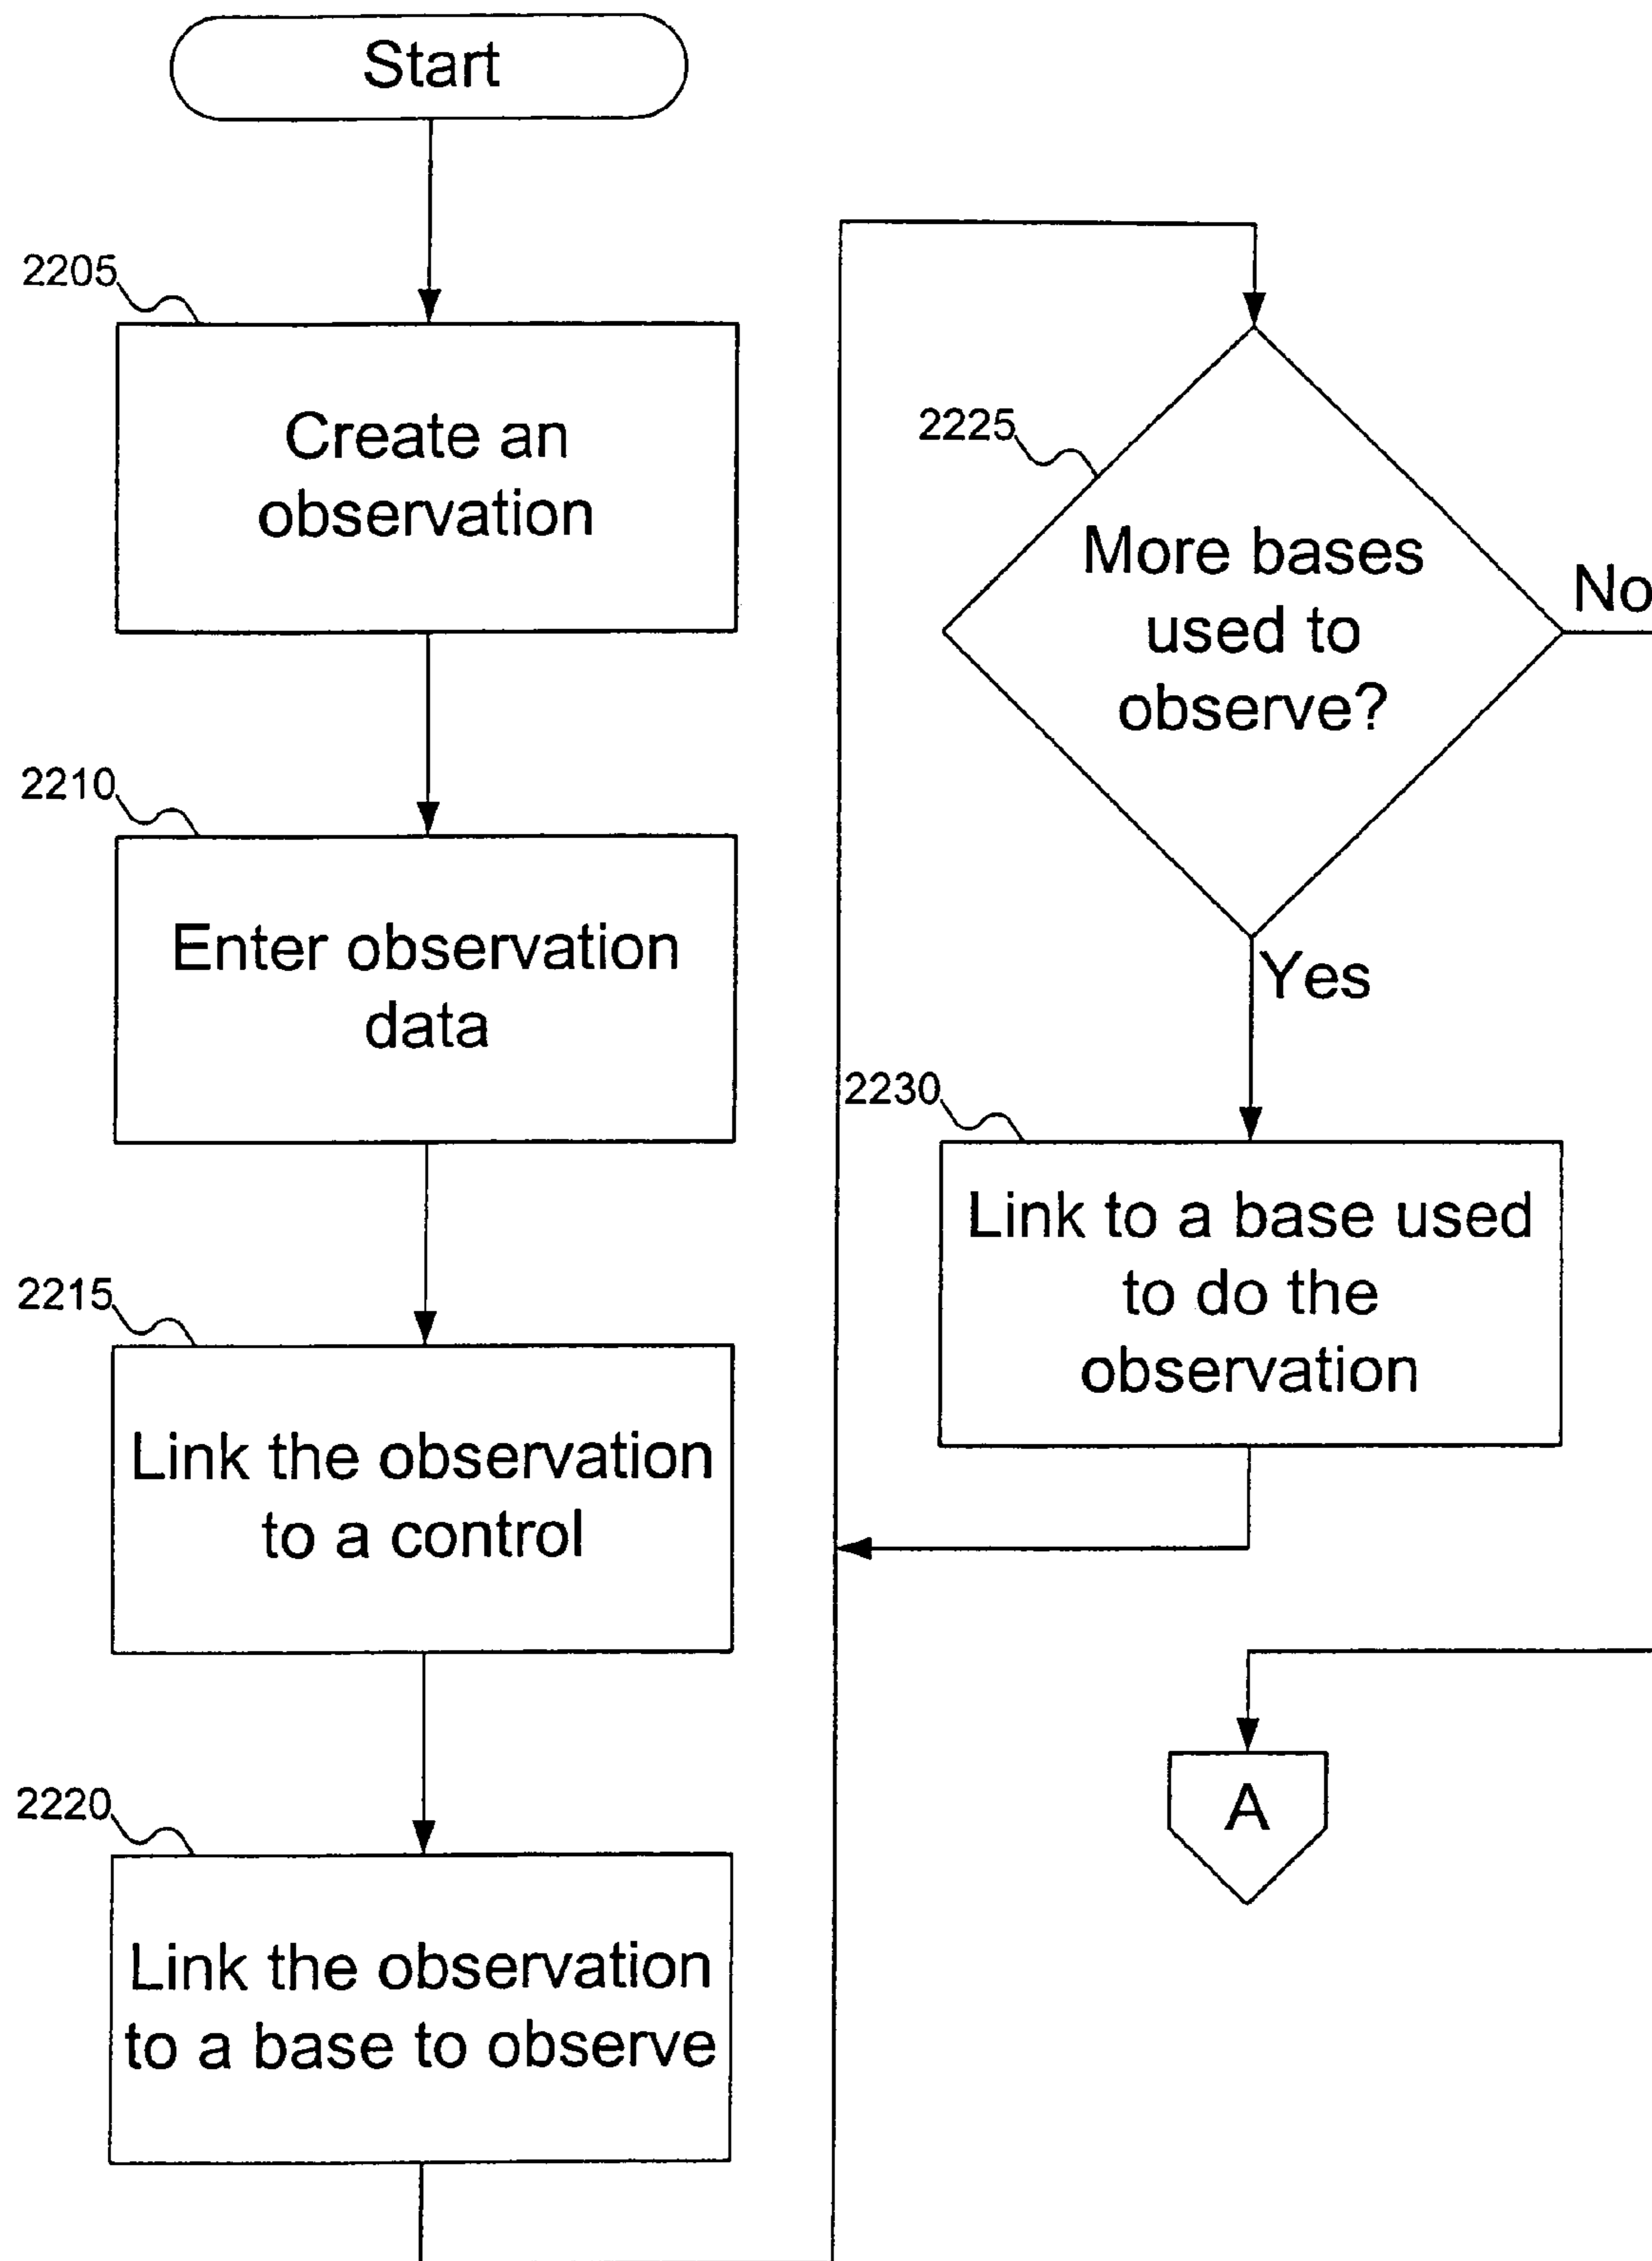 Start
2205
Create an
observation
2210
Enter observation
data
2215
Link the observation
to a control
2220
Link the observation
to a base to observe
2225
More bases
used to
observe?
No
Yes
2230
Link to a base used
to do the
observation
A